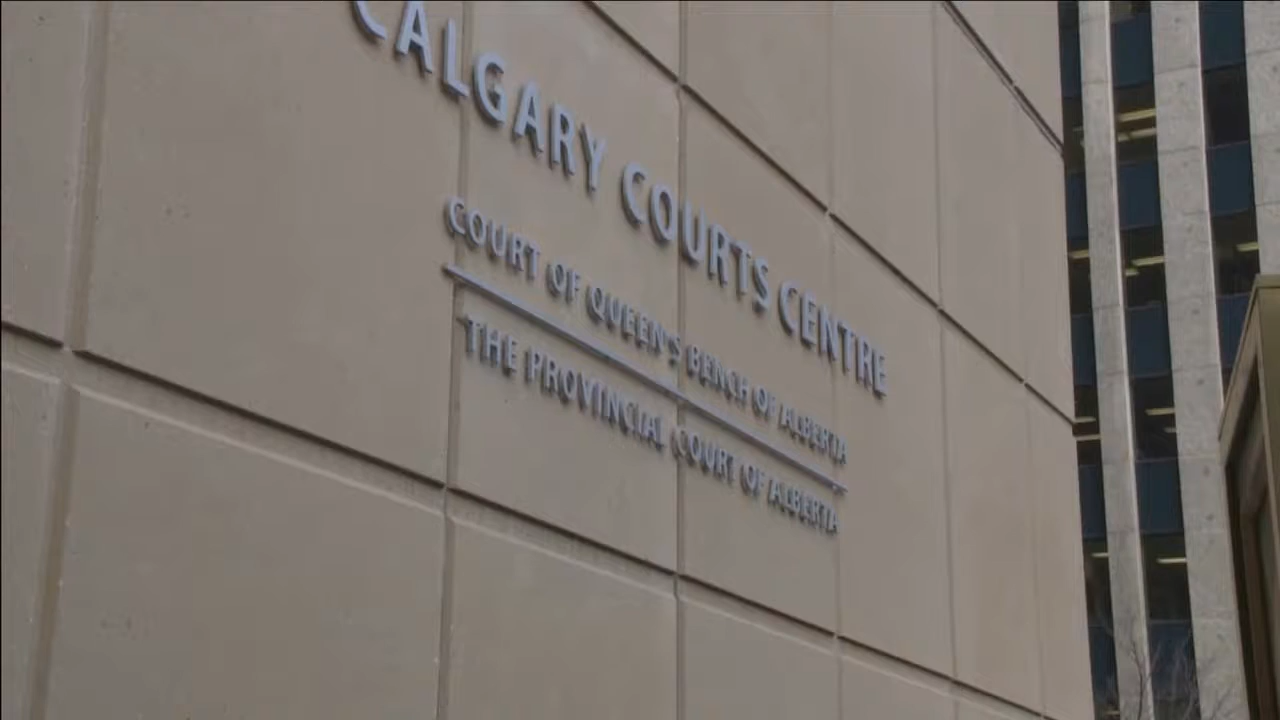 CALGARY COURTS CENTRE
COURT OF QUEEN'S BENCH OF ALBERTA
THE PROVINCIAL COURT OF ALBERTA